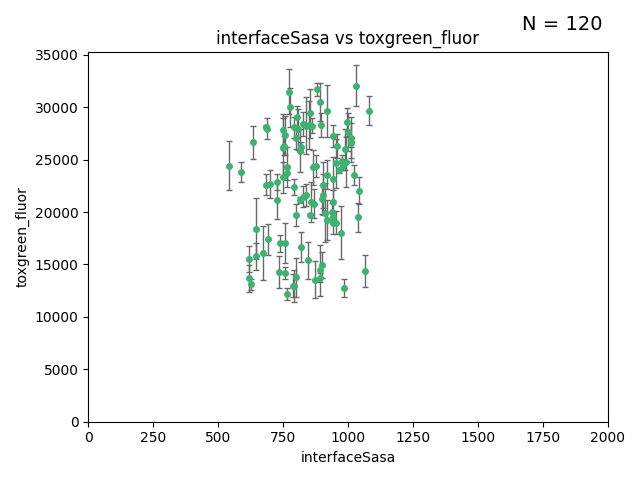 N = 120
interfaceSasa vs toxgreen_fluor
35000
30000
25000
20000
15000
10000
5000
0
toxgreen_fluor
0 250 500 750 1000 1250 1500 1750 2000
interfaceSasa